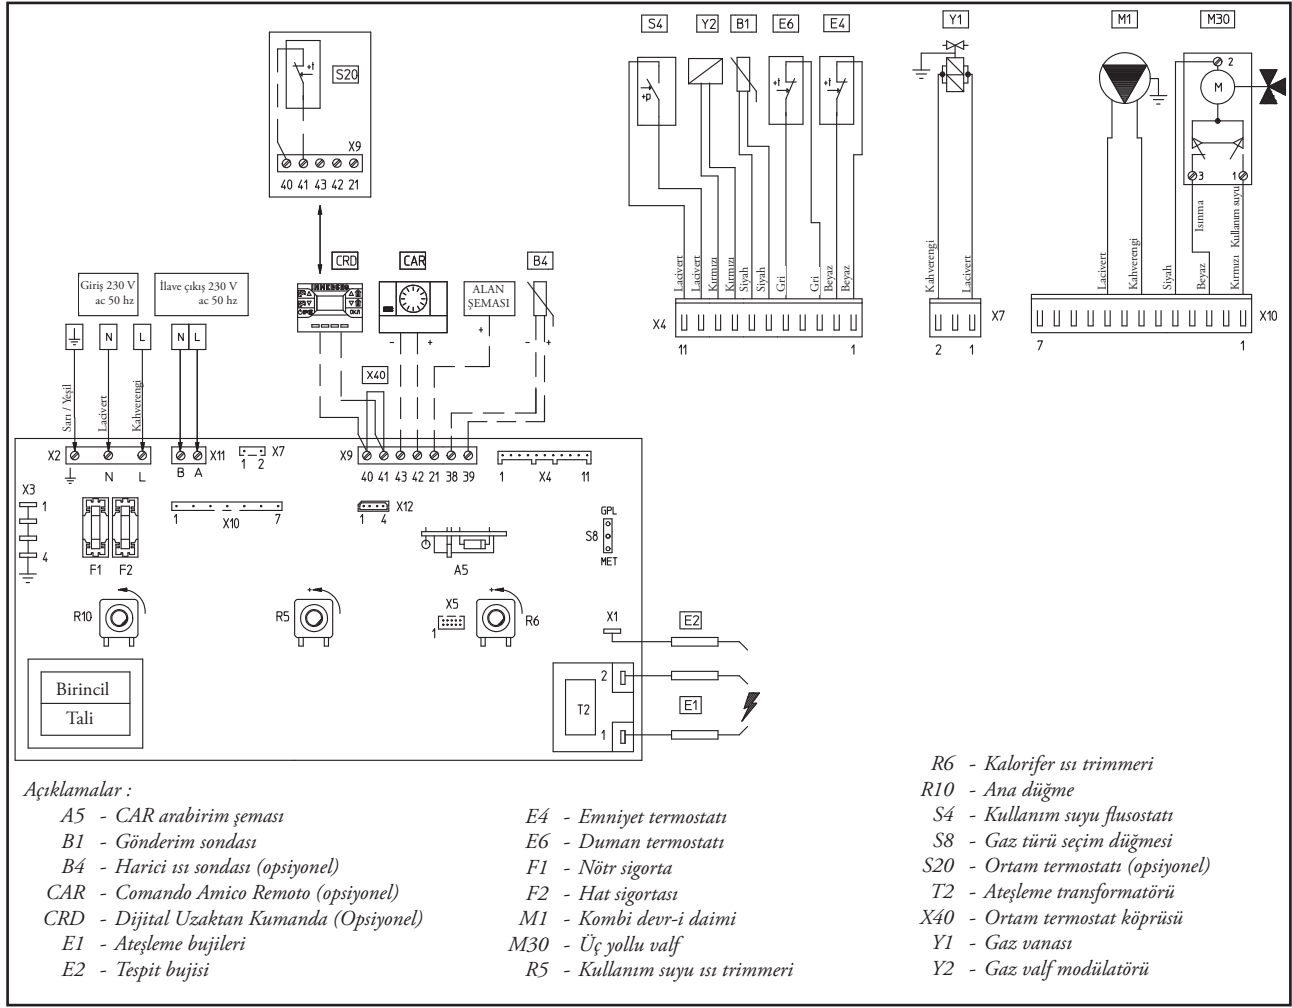 S4 Y2 B1 E6 E4 Y1 M1 M30
S20
+t
X9
40 41 43 42 21
+p
+t
+t
M
2
3
1
Isınma
Kullanım suyu
CRD CAR B4
Giriş 230 V
ac 50 hz
İlave çıkış 230 V
ac 50 hz
IMMERGAS
ALAN
ŞEMASI
N L N L
- +
+
- +
X40
Sarı / Yeşil
Lacivert
Kahverengi
Lacivert
Lacivert
Kırmızı
Kırmızı
Siyah
Siyah
Gri
Gri
Beyaz
Beyaz
X4
11 1
Kahverengi
Lacivert
X7
2 1
Lacivert
Kahverengi
Siyah
Beyaz
Kırmızı
X10
7 1
X2
N L
X11
B A
X7
1 2
X9
40 41 43 42 21 38 39
1 X4 11
X3
1
4
F1 F2
1 X10 7
X12
1 4
A5
GPL
S8
MET
R10
R5
+
X5
1
+
R6
X1
E2
E1
T2
2
1
Birincil
Tali
Açıklamalar :
A5 - CAR arabirim şeması
B1 - Gönderim sondası
B4 - Harici ısı sondası (opsiyonel)
CAR - Comando Amico Remoto (opsiyonel)
CRD - Dijital Uzaktan Kumanda (Opsiyonel)
E1 - Ateşleme bujileri
E2 - Tespit bujisi
E4 - Emniyet termostatı
E6 - Duman termostatı
F1 - Nötr sigorta
F2 - Hat sigortası
M1 - Kombi devr-i daimi
M30 - Üç yollu valf
R5 - Kullanım suyu ısı trimmeri
R6 - Kalorifer ısı trimmeri
R10 - Ana düğme
S4 - Kullanım suyu flusostatı
S8 - Gaz türü seçim düğmesi
S20 - Ortam termostatı (opsiyonel)
T2 - Ateşleme transformatörü
X40 - Ortam termostat köprüsü
Y1 - Gaz vanası
Y2 - Gaz valf modülatörü